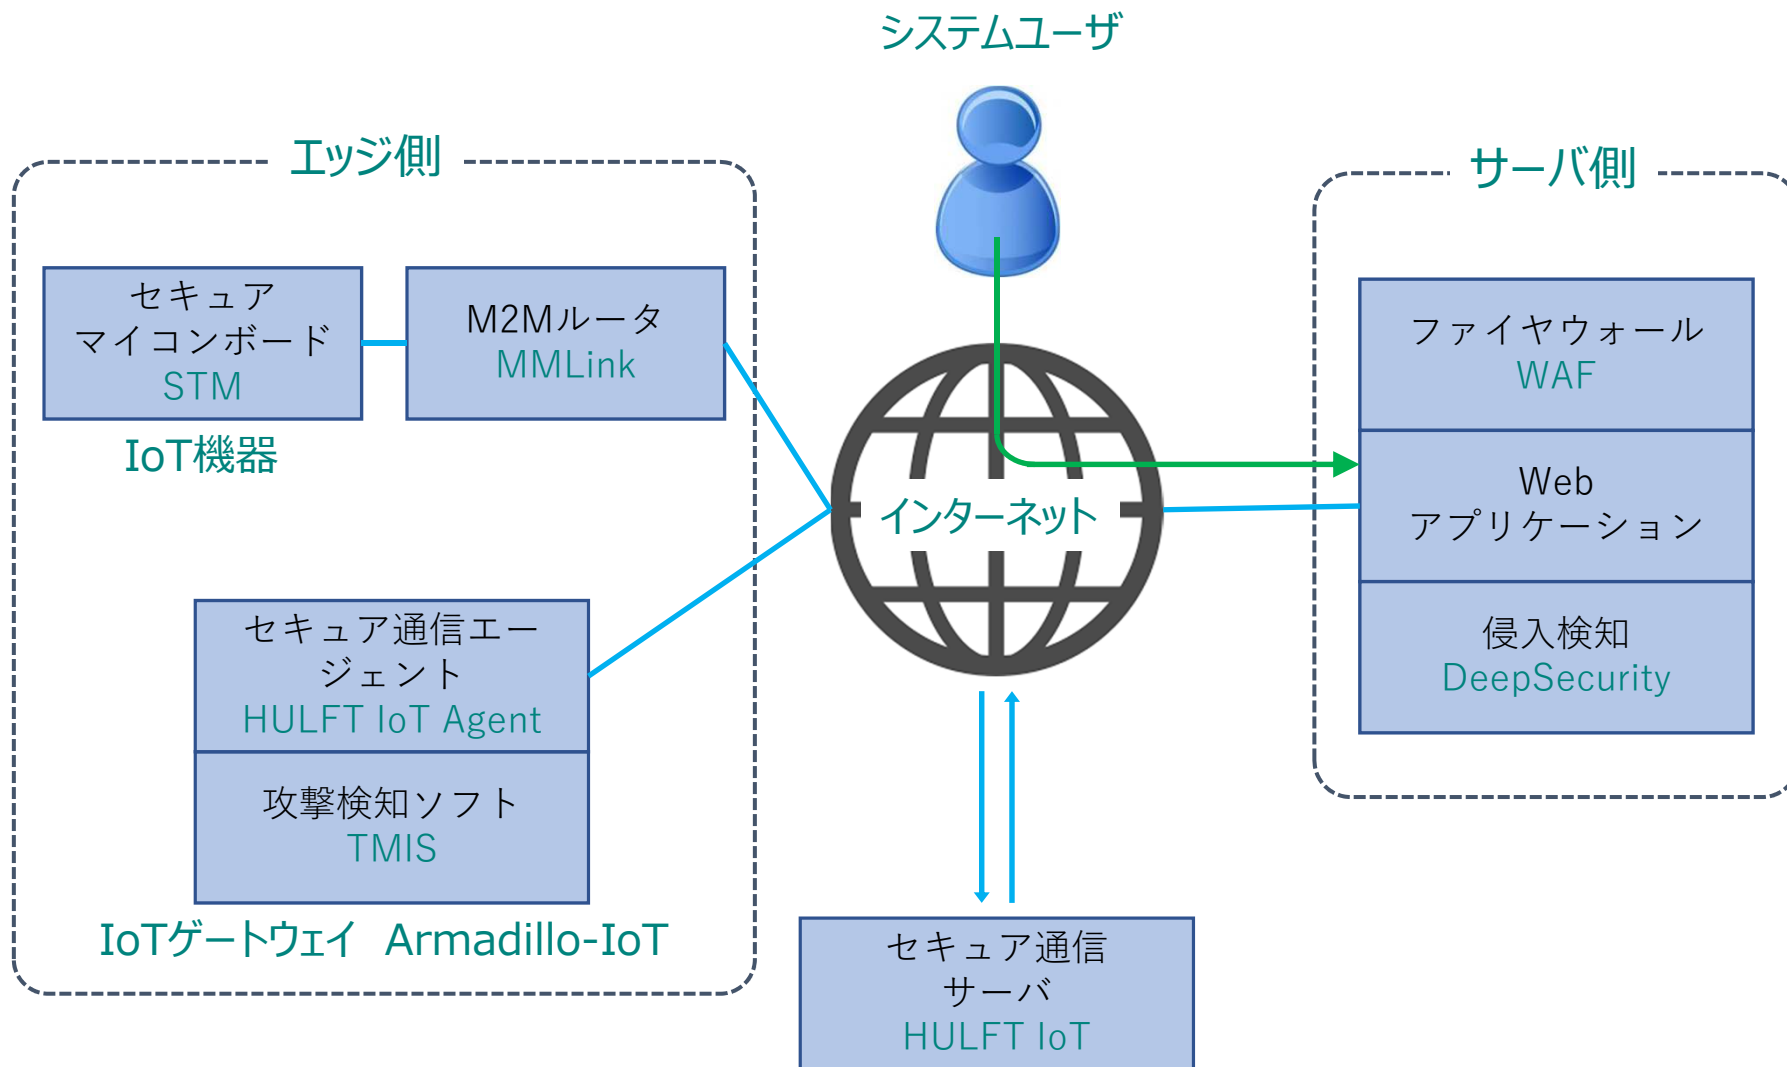 システムユーザ
エッジ側
サーバ側
セキュア
マイコンボード
STM
IoT機器
M2Mルータ
MMLink
インターネット
ファイヤウォール
WAF
Web
アプリケーション
侵入検知
DeepSecurity
セキュア通信エー
ジェント
HULFT IoT Agent
攻撃検知ソフト
TMIS
IoTゲートウェイ Armadillo-IoT
セキュア通信
サーバ
HULFT IoT